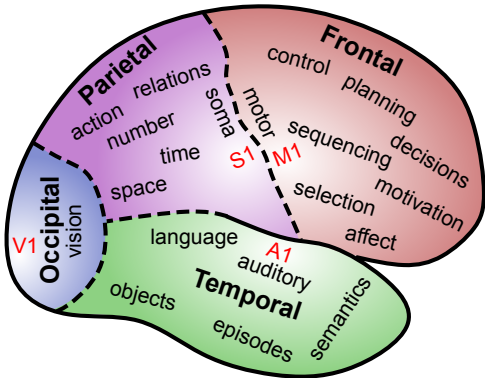 Parietal
relations
action
number
soma
time
S1
space
Frontal
control
planning
motor
sequencing
M1
decisions
motivation
selection
affect
Occipital
vision
V1
Temporal
language
A1
auditory
objects
episodes
semantics